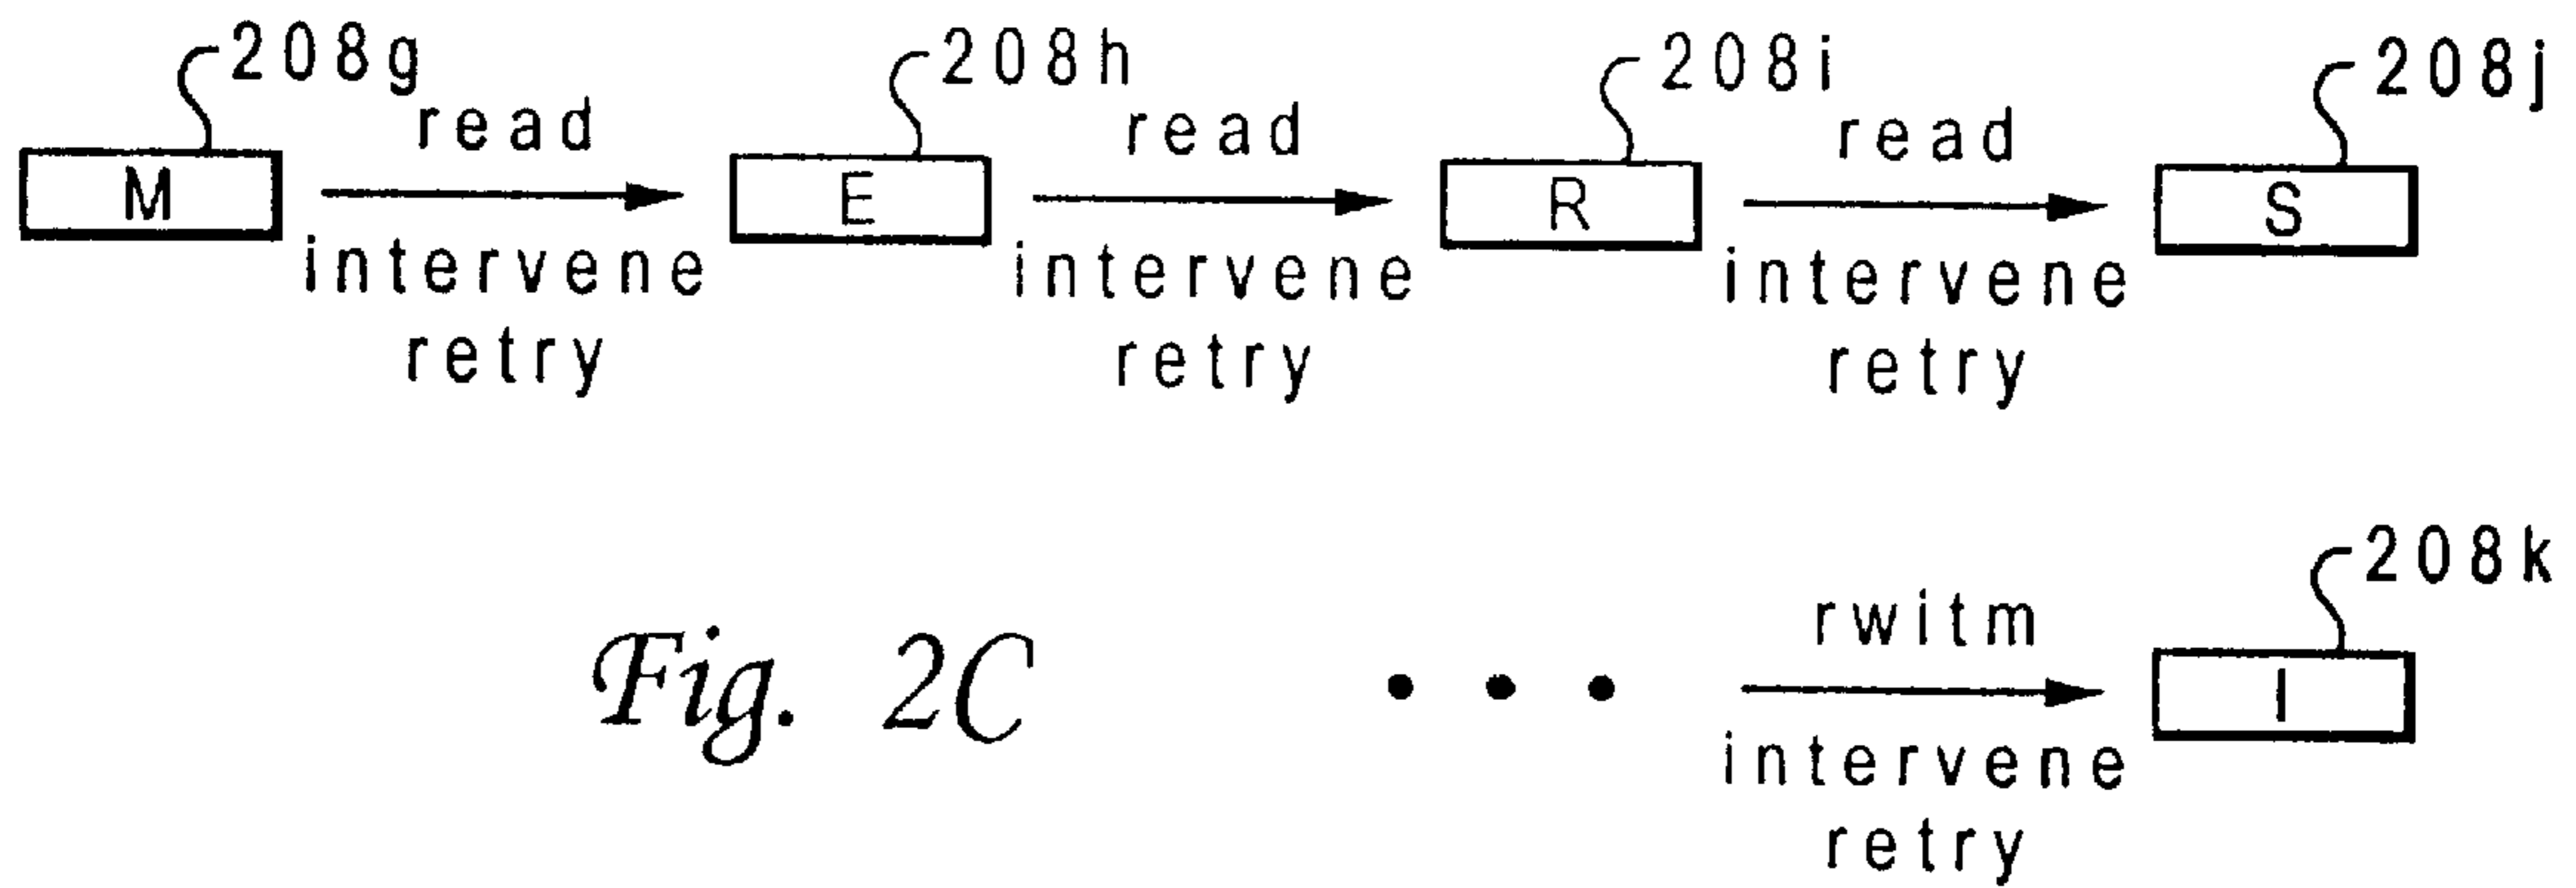 208g 208h 208i 208j
read read read
M E R S
intervene intervene intervene
retry retry retry
208k
rwitm
Fig. 2C • • • I
intervene
retry